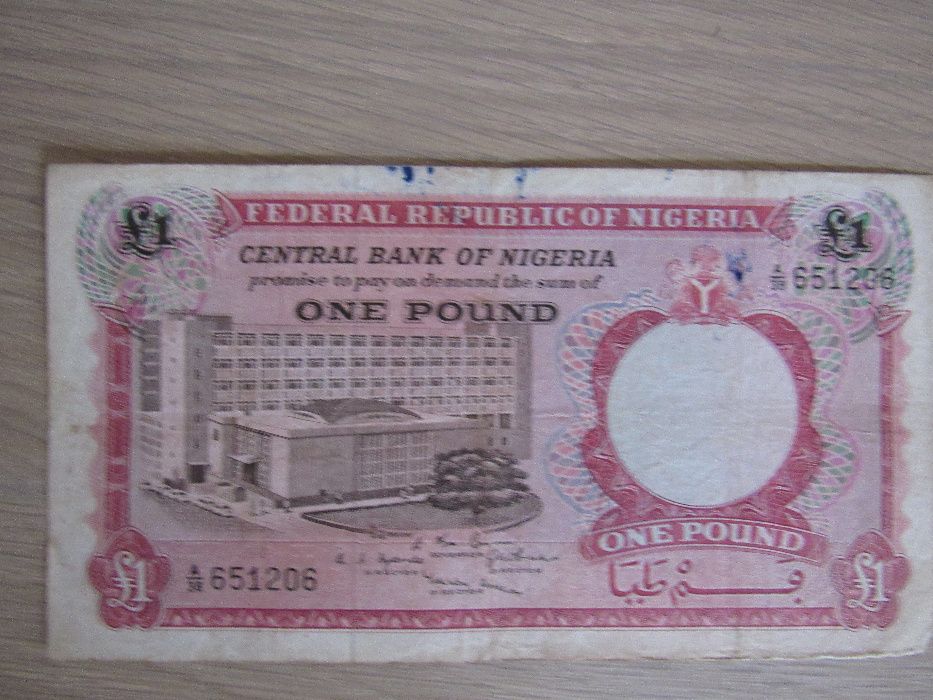 £1
FEDERAL REPUBLIC OF NIGERIA
£1
CENTRAL BANK OF NIGERIA
promise to pay on demand the sum of
ONE POUND
651206
ONE POUND
651206
£1
£1